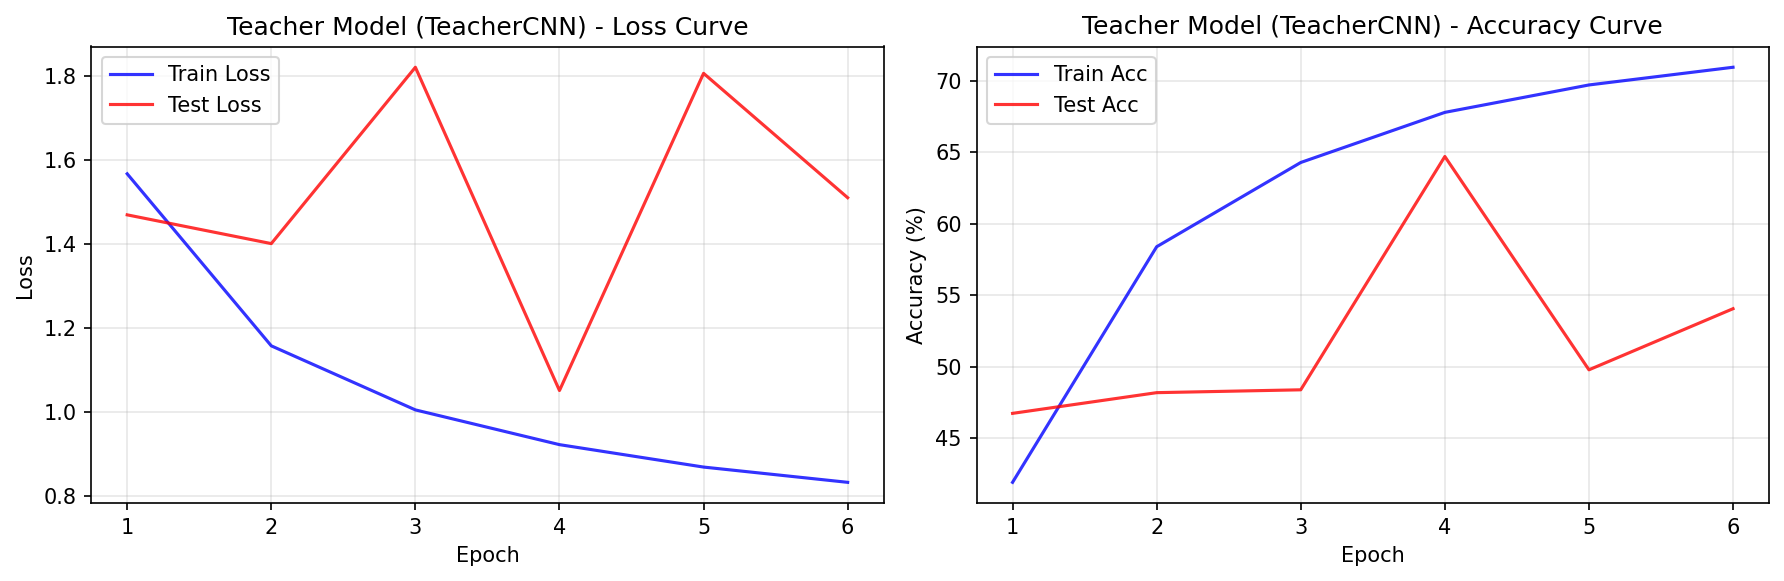 Teacher Model (TeacherCNN) - Loss Curve
Train Loss
Test Loss
Loss
1.8
1.6
1.4
1.2
1.0
0.8
1 2 3 4 5 6
Epoch
Teacher Model (TeacherCNN) - Accuracy Curve
Train Acc
Test Acc
Accuracy (%)
70
65
60
55
50
45
1 2 3 4 5 6
Epoch